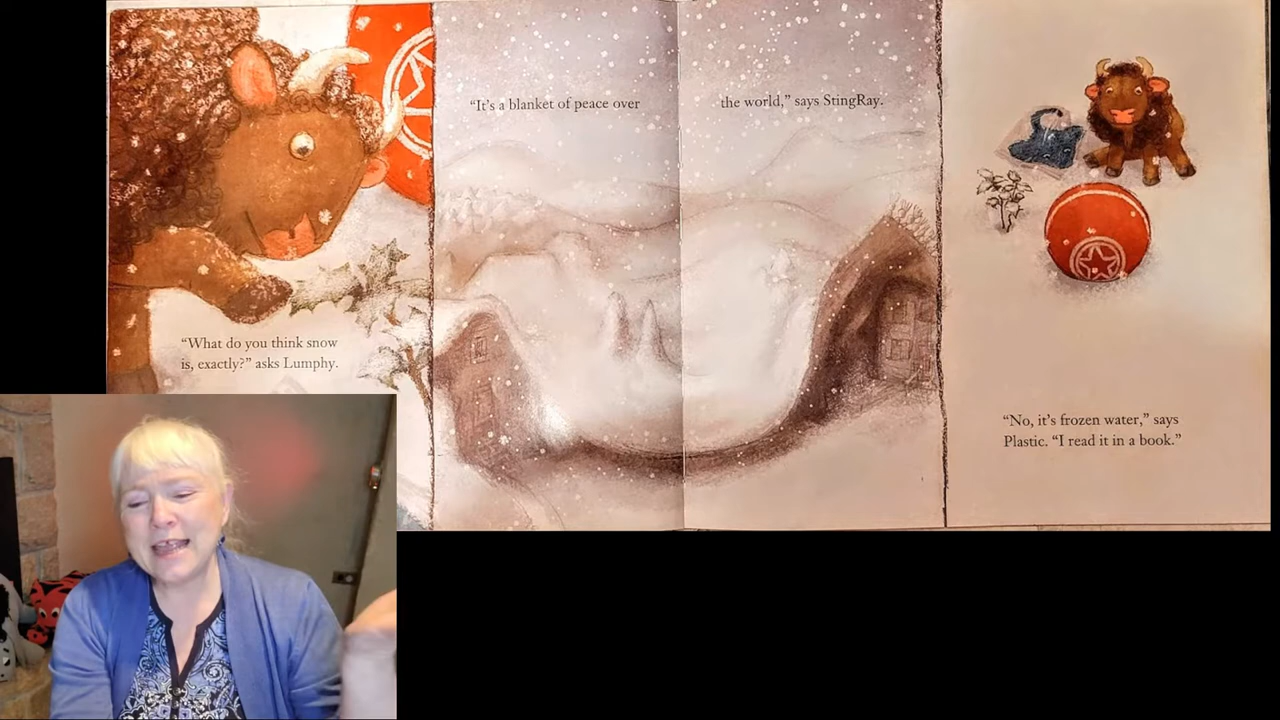 “What do you think snow
is, exactly?” asks Lumphy.
“It’s a blanket of peace over
the world,” says StingRay.
“No, it’s frozen water,” says
Plastic. “I read it in a book.”